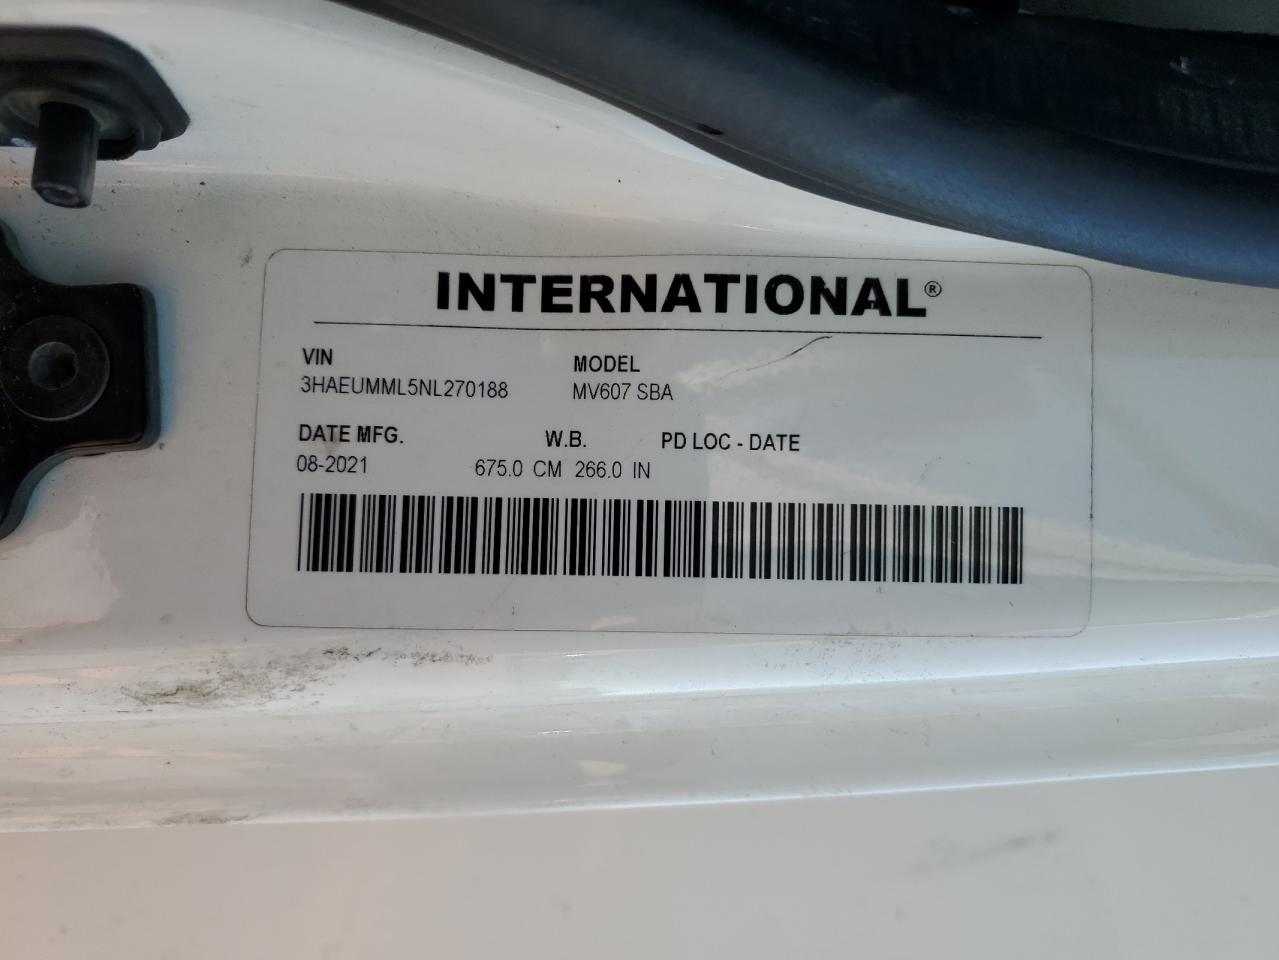 INTERNATIONAL®
VIN MODEL
3HAEUMML5NL270188 MV607 SBA
DATE MFG. W.B. PD LOC - DATE
08-2021 675.0 CM 266.0 IN